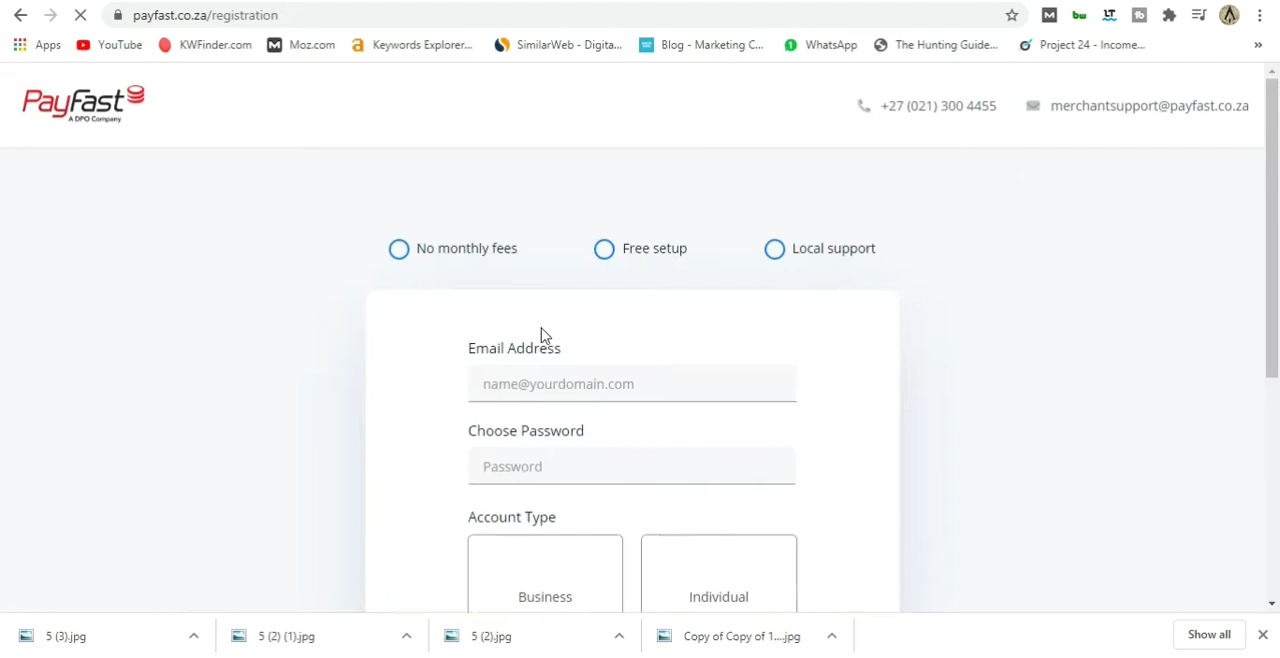 payfast.co.za/registration
Apps YouTube KWFinder.com Moz.com Keywords Explorer... SimilarWeb - Digita... Blog - Marketing C... WhatsApp The Hunting Guide... Project 24 - Income... »
PayFast
A DPO Company
+27 (021) 300 4455 merchantsupport@payfast.co.za
No monthly fees Free setup Local support
Email Address
name@yourdomain.com
Choose Password
Password
Account Type
Business Individual
5 (3).jpg 5 (2) (1).jpg 5 (2).jpg Copy of Copy of 1....jpg Show all